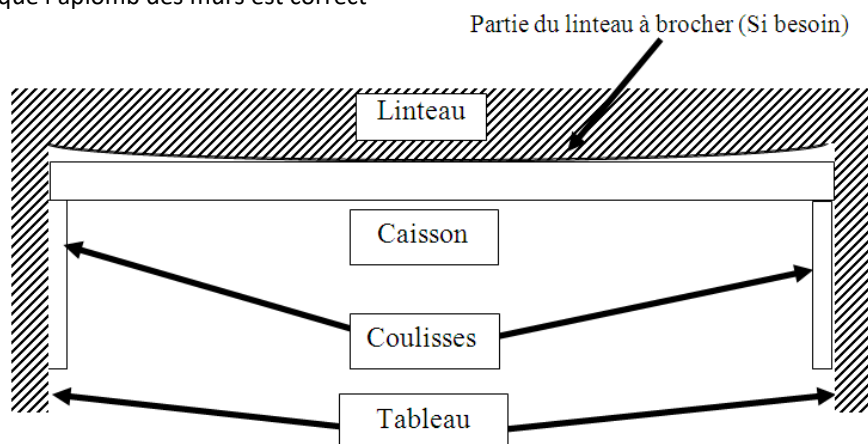 que l'aplomb des murs est correct
Partie du linteau à brocher (Si besoin)
Linteau
Caisson
Coulisses
Tableau